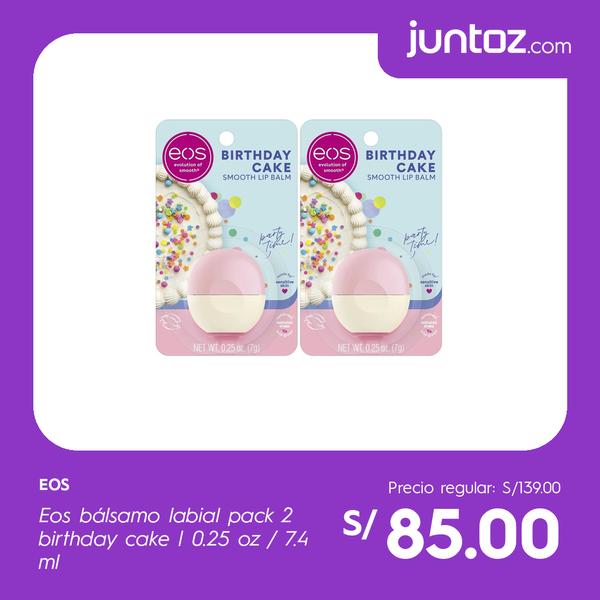 juntoz.com
eos
evolution of
smooth®
BIRTHDAY
CAKE
SMOOTH LIP BALM
party
time!
sensitive
skin
NET WT. 0.25 oz. (7g)
eos
evolution of
smooth®
BIRTHDAY
CAKE
SMOOTH LIP BALM
party
time!
sensitive
skin
NET WT. 0.25 oz. (7g)
EOS
Eos bálsamo labial pack 2
birthday cake | 0.25 oz / 7.4
ml
Precio regular: S/139.00
S/ 85.00